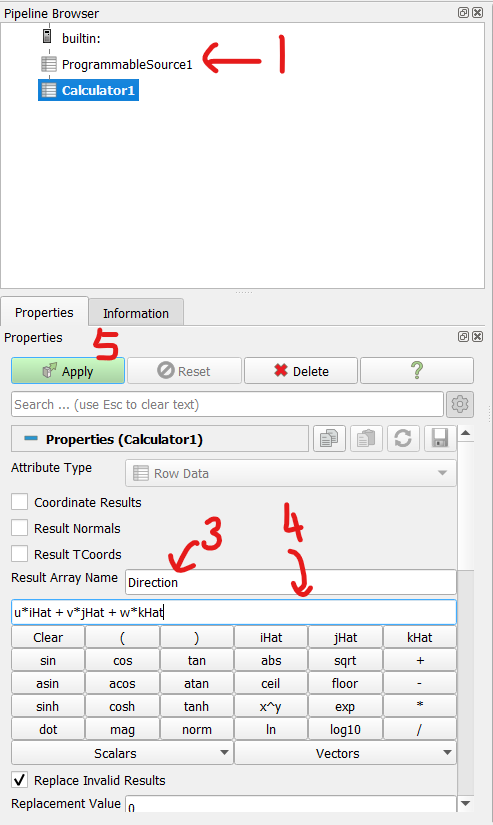 Pipeline Browser
builtin:
ProgrammableSource1 1
Calculator1
Properties Information
Properties 5
Apply Reset Delete ?
Search ... (use Esc to clear text)
Properties (Calculator1)
Attribute Type Row Data
Coordinate Results
Result Normals
Result TCoords 3 4
Result Array Name Direction
u*iHat + v*jHat + w*kHat
Clear ( ) iHat jHat kHat
sin cos tan abs sqrt +
asin acos atan ceil floor -
sinh cosh tanh x^y exp *
dot mag norm ln log10 /
Scalars Vectors
Replace Invalid Results
Replacement Value 0